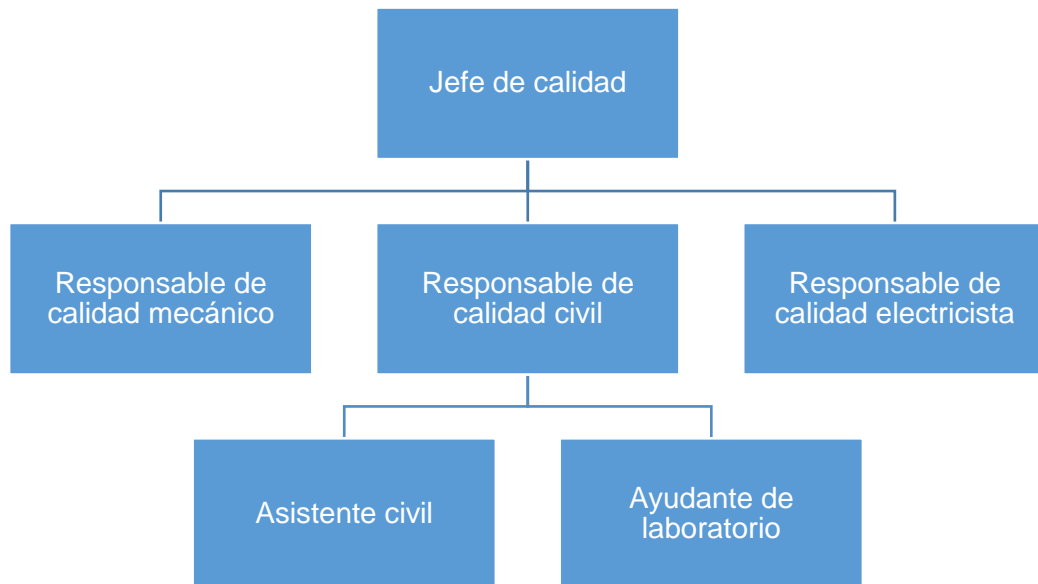 Jefe de calidad
Responsable de
calidad mecánico
Responsable de
calidad civil
Responsable de
calidad electricista
Asistente civil
Ayudante de
laboratorio